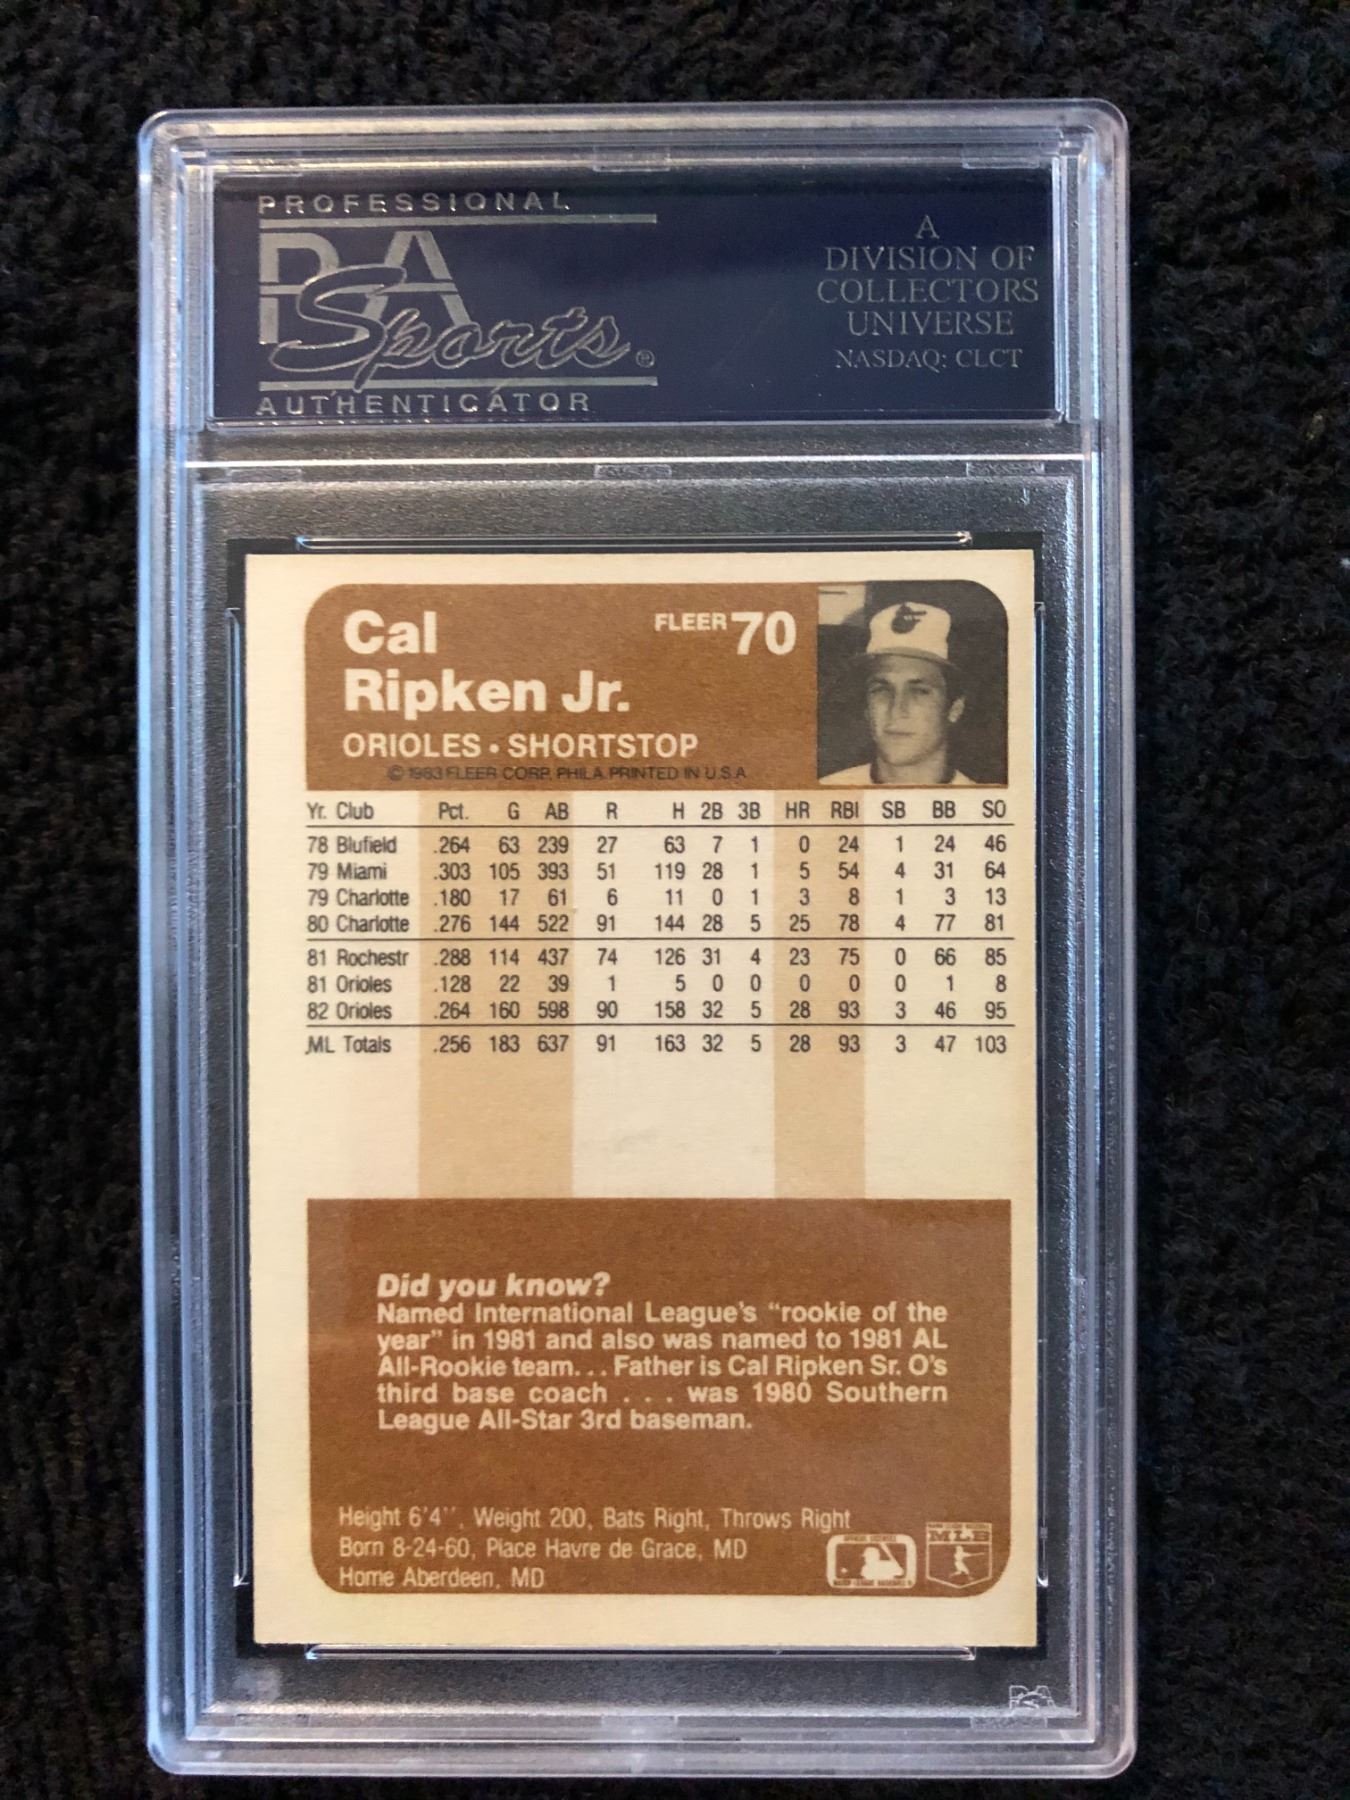 PROFESSIONAL
PSA
Sports®
AUTHENTICATOR
A
DIVISION OF
COLLECTORS
UNIVERSE
NASDAQ: CLCT
Cal
Ripken Jr.
FLEER 70
ORIOLES • SHORTSTOP
© 1983 FLEER CORP. PHILA. PRINTED IN U.S.A
Yr. Club Pct. G AB R H 2B 3B HR RBI SB BB SO
78 Blufield .264 63 239 27 63 7 1 0 24 1 24 46
79 Miami .303 105 393 51 119 28 1 5 54 4 31 64
79 Charlotte .180 17 61 6 11 0 1 3 8 1 3 13
80 Charlotte .276 144 522 91 144 28 5 25 78 4 77 81
81 Rochestr .288 114 437 74 126 31 4 23 75 0 66 85
81 Orioles .128 22 39 1 5 0 0 0 0 0 1 8
82 Orioles .264 160 598 90 158 32 5 28 93 3 46 95
ML Totals .256 183 637 91 163 32 5 28 93 3 47 103
Did you know?
Named International League's "rookie of the
year" in 1981 and also was named to 1981 AL
All-Rookie team... Father is Cal Ripken Sr. O's
third base coach . . . was 1980 Southern
League All-Star 3rd baseman.
Height 6'4'', Weight 200, Bats Right, Throws Right
Born 8-24-60, Place Havre de Grace, MD
Home Aberdeen, MD
MLB